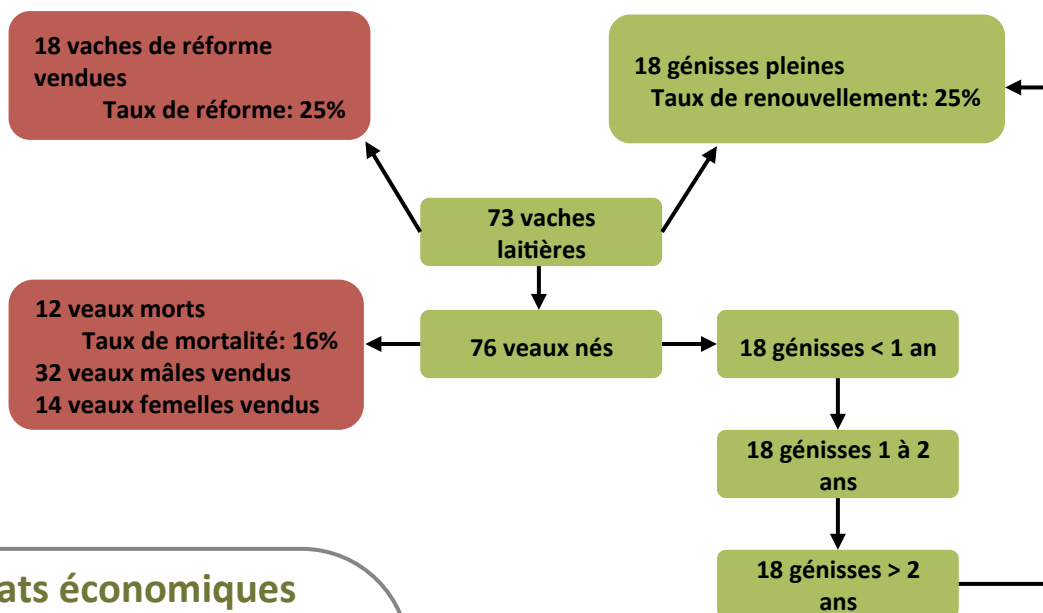 18 vaches de réforme
vendues
Taux de réforme: 25%
18 génisses pleines
Taux de renouvellement: 25%
73 vaches
laitières
12 veaux morts
Taux de mortalité: 16%
32 veaux mâles vendus
14 veaux femelles vendus
76 veaux nés
18 génisses < 1 an
18 génisses 1 à 2
ans
18 génisses > 2
ans
ats économiques